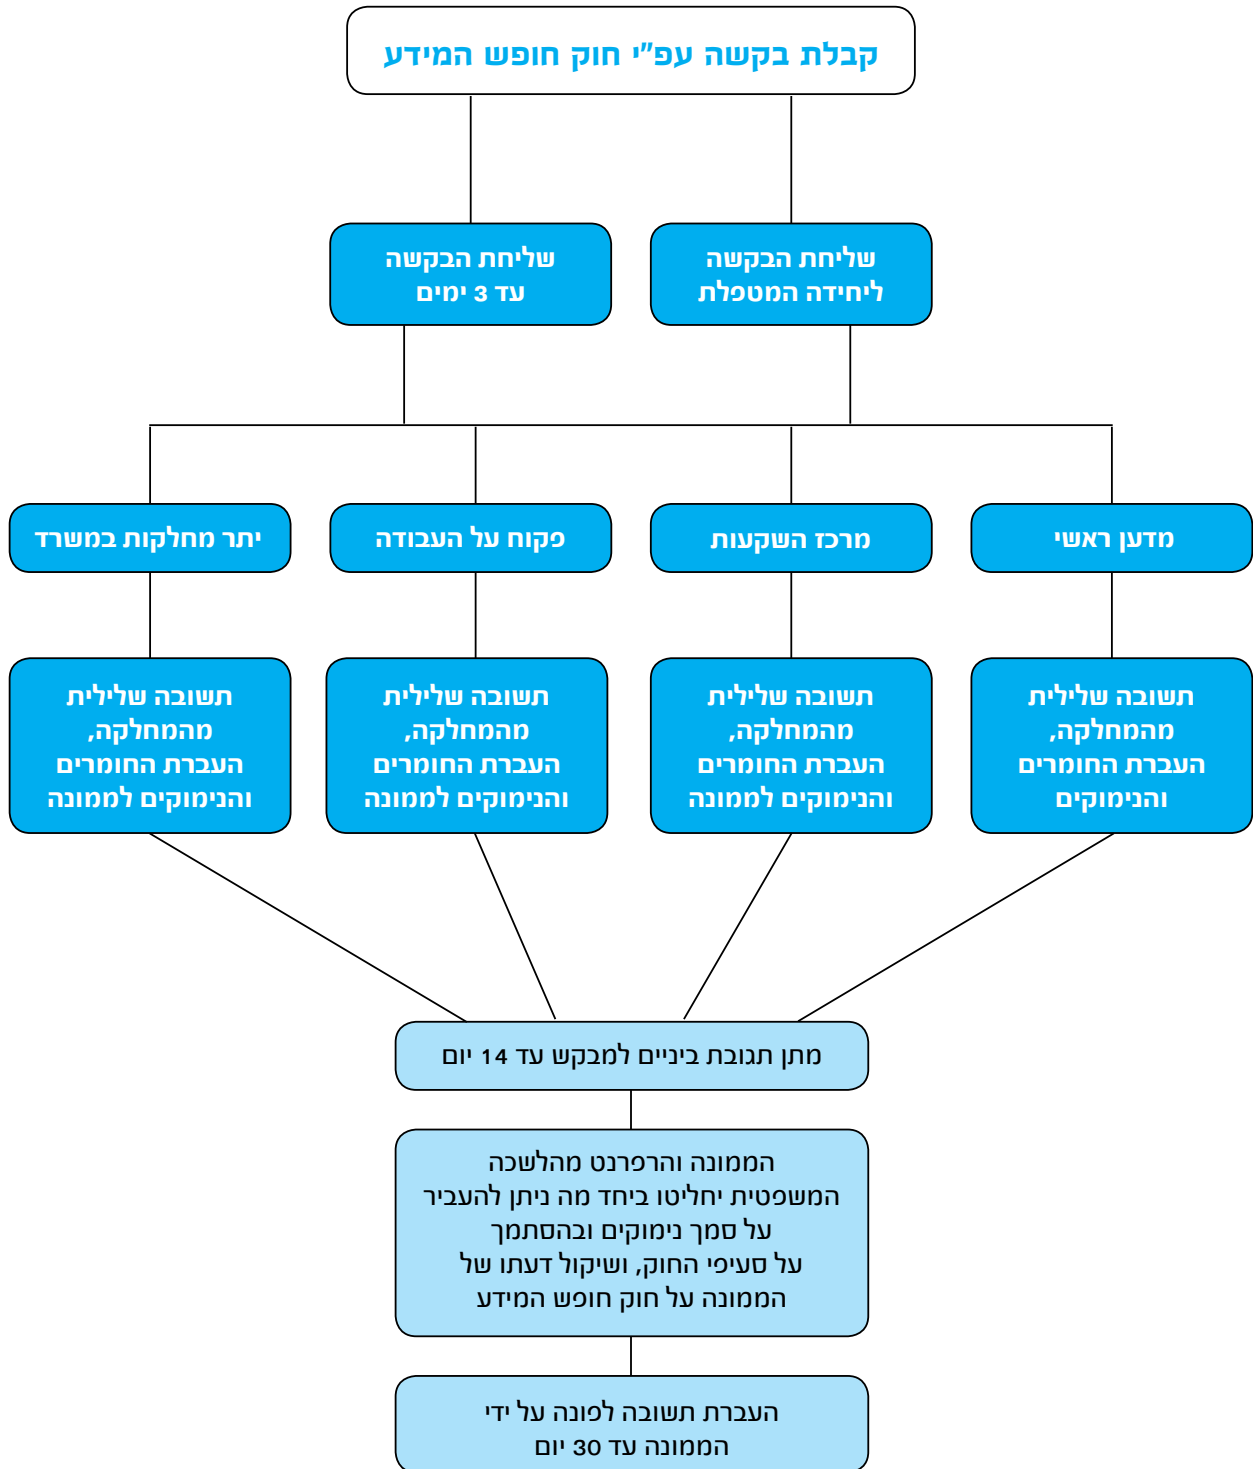 קבלת בקשה עפ"י חוק חופש המידע
שליחת הבקשה
ליחידה המטפלת
שליחת הבקשה
עד 3 ימים
מדען ראשי
מרכז השקעות
פקוח על העבודה
יתר מחלקות במשרד
תשובה שלילית
מהמחלקה,
העברת החומרים
והנימוקים
תשובה שלילית
מהמחלקה,
העברת החומרים
והנימוקים לממונה
תשובה שלילית
מהמחלקה,
העברת החומרים
והנימוקים לממונה
תשובה שלילית
מהמחלקה,
העברת החומרים
והנימוקים לממונה
מתן תגובת ביניים למבקש עד 14 יום
הממונה והרפרנט מהלשכה
המשפטית יחליטו ביחד מה ניתן להעביר
על סמך נימוקים ובהסתמך
על סעיפי החוק, ושיקול דעתו של
הממונה על חוק חופש המידע
העברת תשובה לפונה על ידי
הממונה עד 30 יום